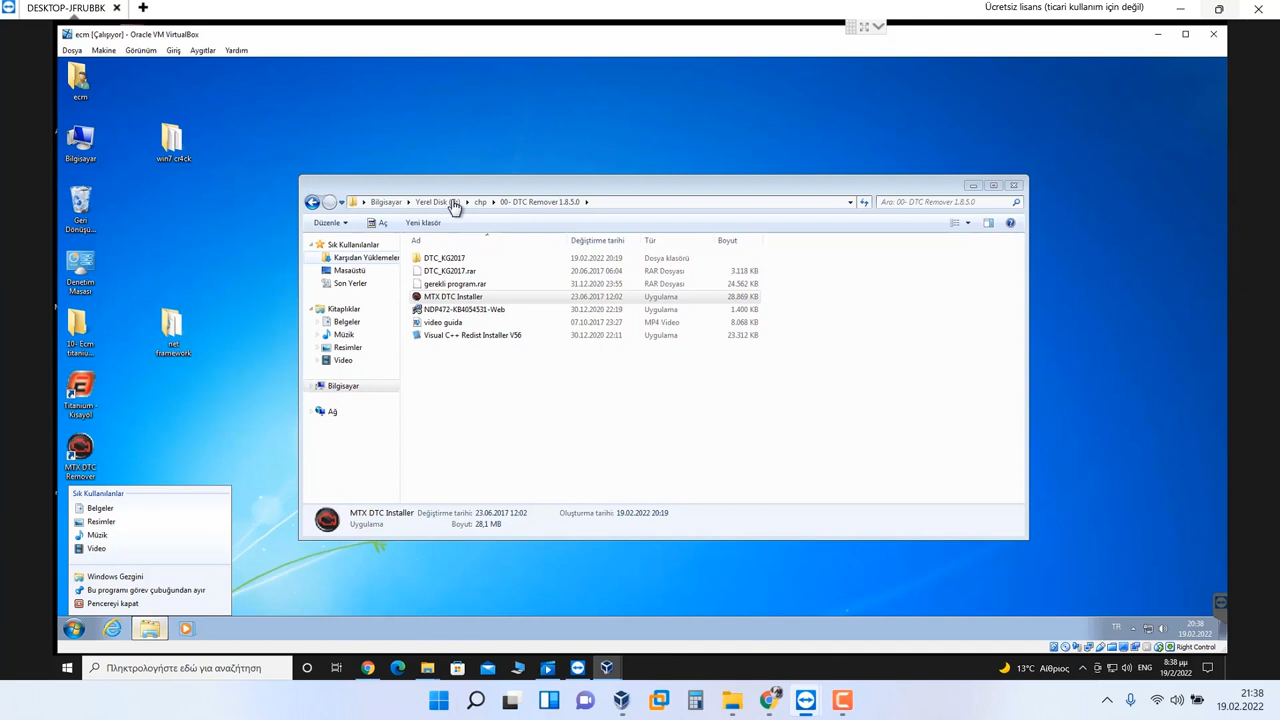 DESKTOP-JFRUBBK
Ücretsiz lisans (ticari kullanım için değil)
ecm [Çalışıyor] - Oracle VM VirtualBox
Dosya Makine Görünüm Giriş Aygıtlar Yardım
ecm
Bilgisayar
win7 cr4ck
Geri
Dönüşü...
Denetim
Masası
10- Ecm
titaniu...
net
framework
Titanium -
Kısayol
MTX DTC
Remover
Bilgisayar Yerel Disk chp 00- DTC Remover 1.8.5.0
Ara: 00- DTC Remover 1.8.5.0
Düzenle Aç Yeni klasör
Sık Kullanılanlar
Karşıdan Yüklemeler
Masaüstü
Son Yerler
Kitaplıklar
Belgeler
Müzik
Resimler
Video
Bilgisayar
Ağ
Ad Değiştirme tarihi Tür Boyut
DTC_KG2017 19.02.2022 20:19 Dosya klasörü
DTC_KG2017.rar 20.06.2017 06:04 RAR Dosyası 3.118 KB
gerekli program.rar 31.12.2020 23:55 RAR Dosyası 24.562 KB
MTX DTC Installer 23.06.2017 12:02 Uygulama 28.869 KB
NDP472-KB4054531-Web 30.12.2020 22:19 Uygulama 1.400 KB
video guida 07.10.2017 23:27 MP4 Video 8.068 KB
Visual C++ Redist Installer V56 30.12.2020 22:11 Uygulama 23.312 KB
MTX DTC Installer Değiştirme tarihi: 23.06.2017 12:02 Oluşturma tarihi: 19.02.2022 20:19
Uygulama Boyut: 28,1 MB
Sık Kullanılanlar
Belgeler
Resimler
Müzik
Video
Windows Gezgini
Bu programı görev çubuğundan ayır
Pencereyi kapat
TR
20:38
19.02.2022
Right Control
Πληκτρολογήστε εδώ για αναζήτηση
13°C Αίθριος
ENG
8:38 μμ
19/2/2022
21:38
19.02.2022